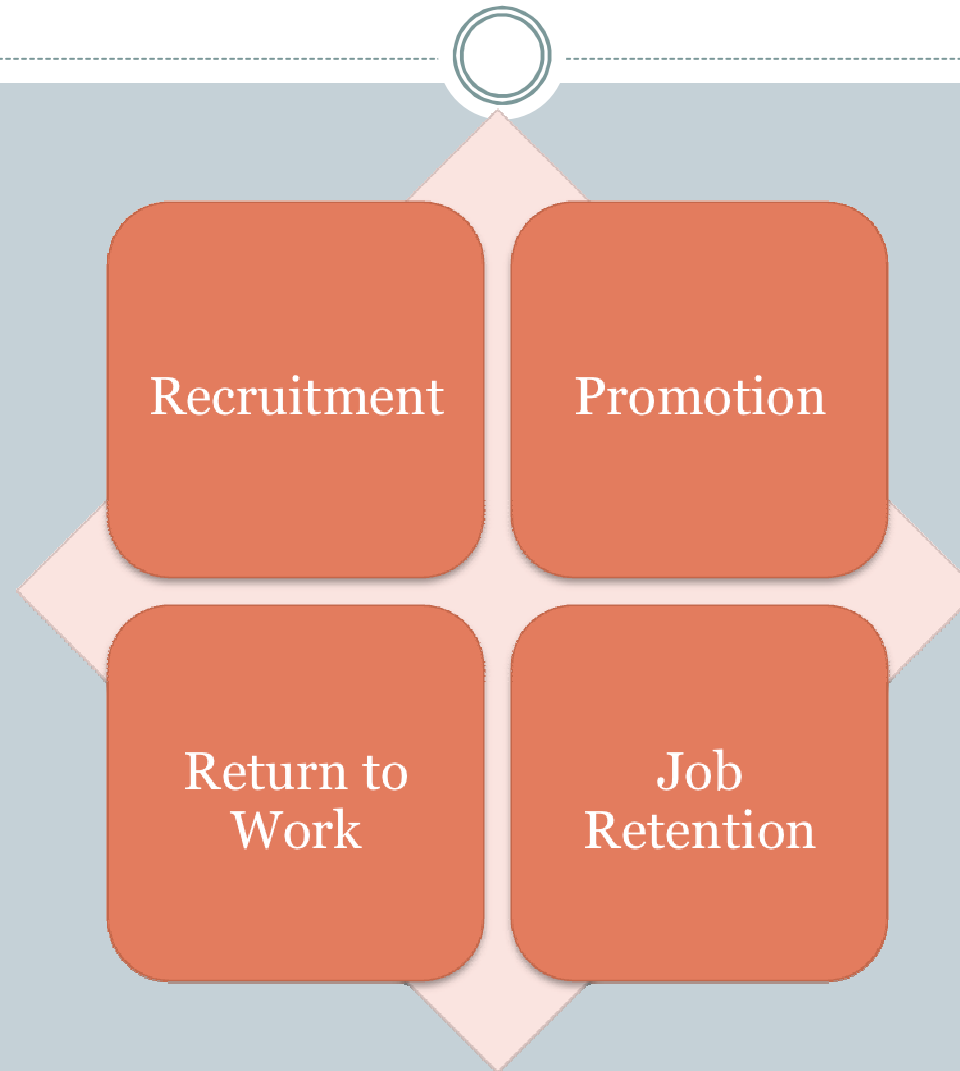 Recruitment
Promotion
Return to
Work
Job
Retention